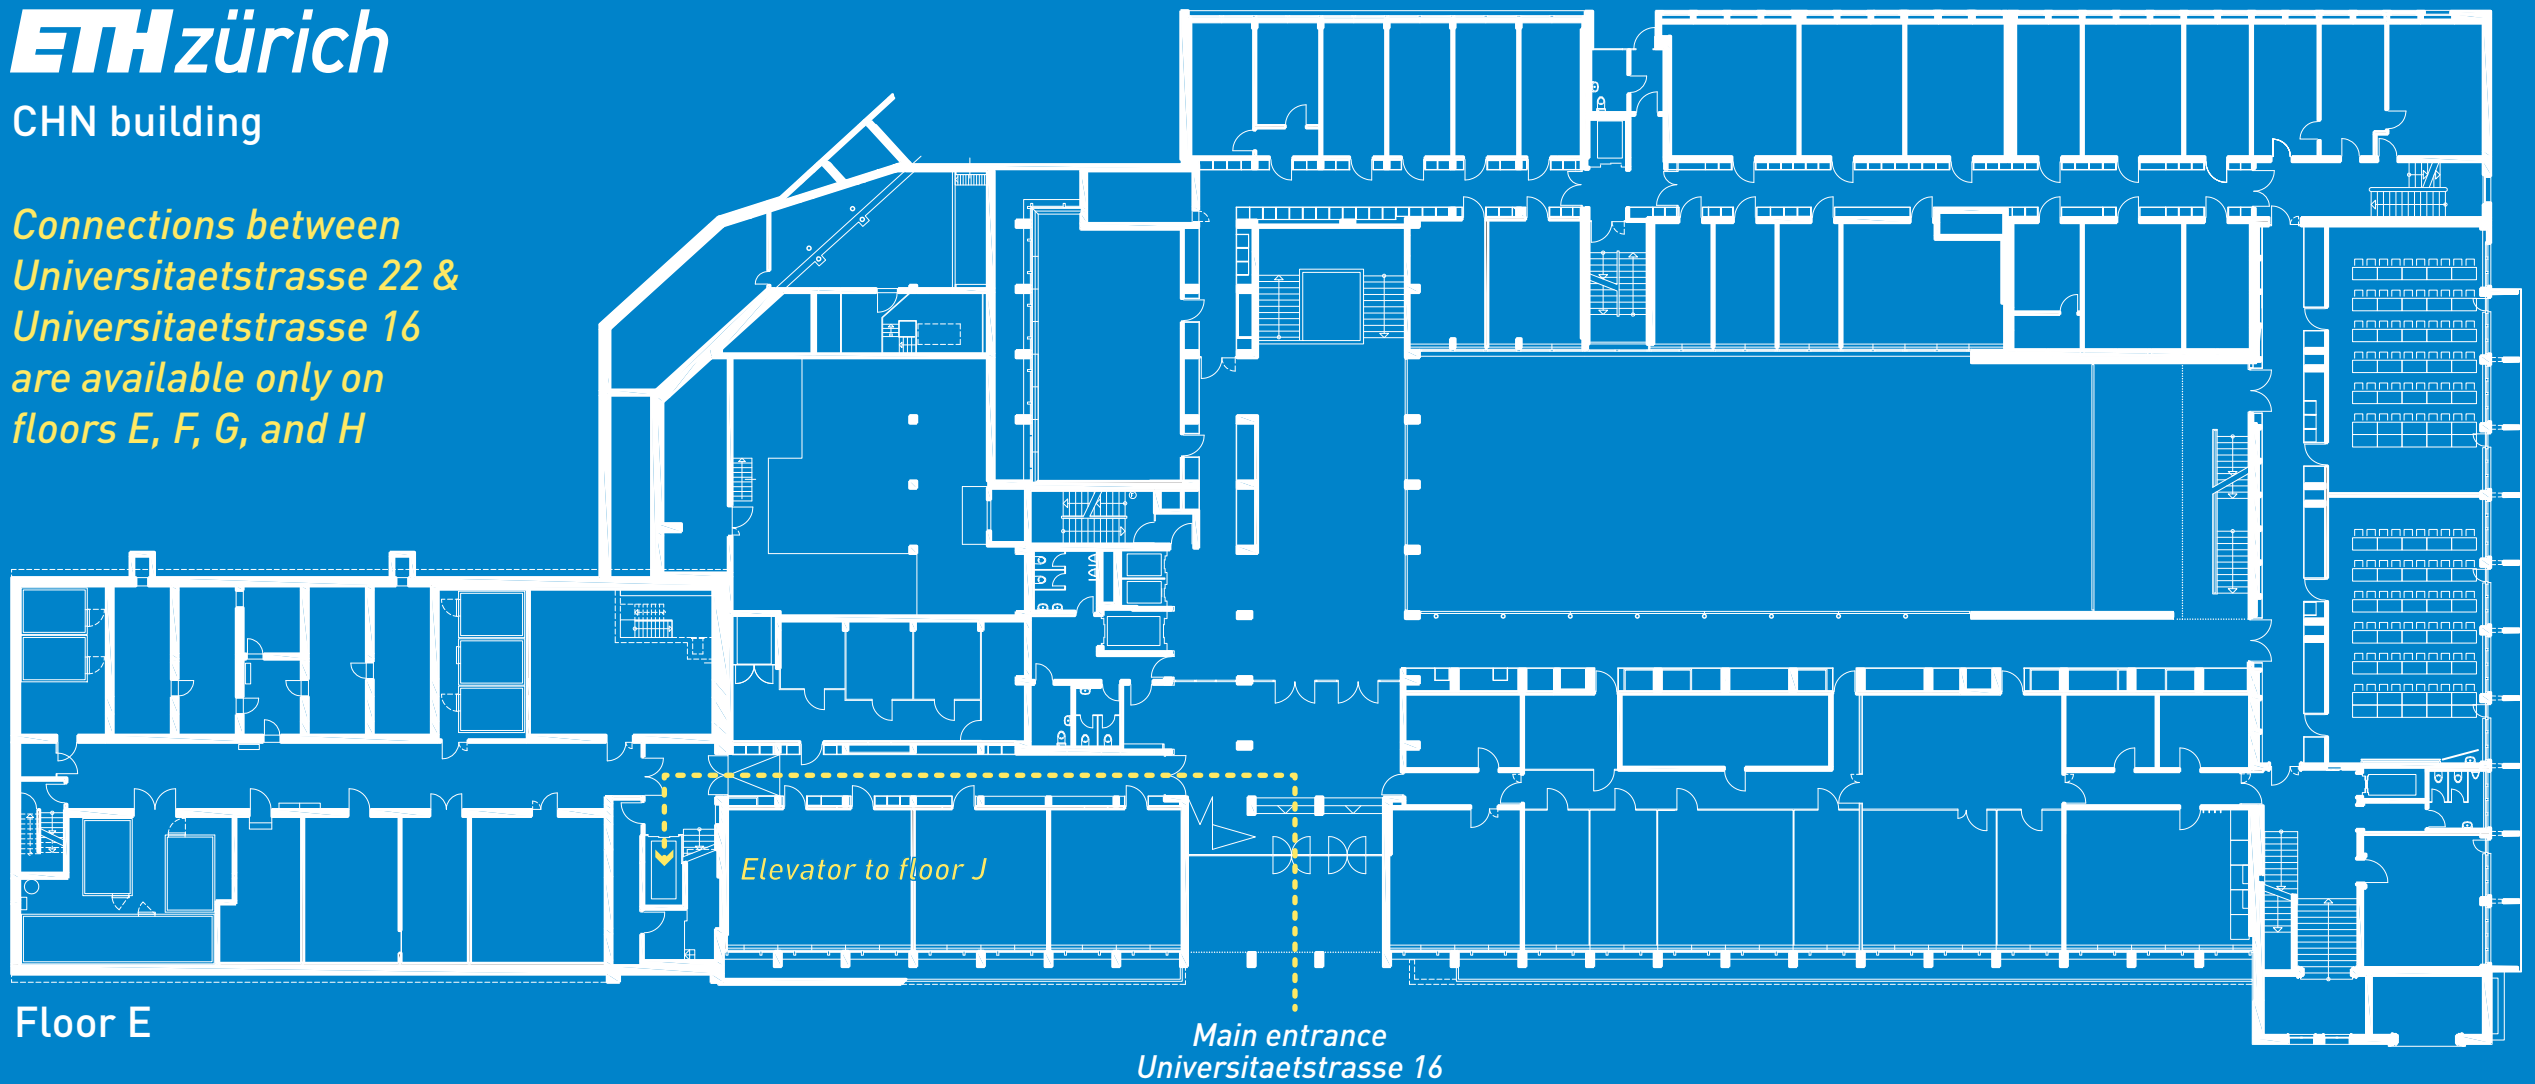 ETH zürich
CHN building
Connections between
Universitaetstrasse 22 &
Universitaetstrasse 16
are available only on
floors E, F, G, and H
Elevator to floor J
Floor E
Main entrance
Universitaetstrasse 16